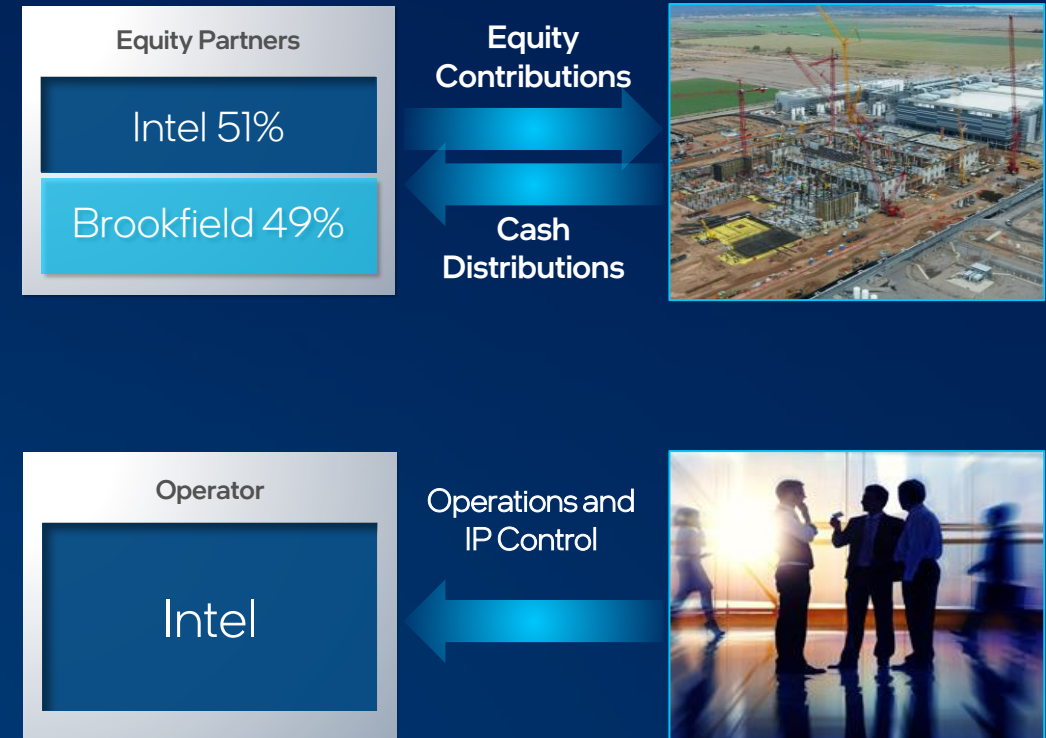 Equity Partners
Intel 51%
Brookfield 49%
Equity
Contributions
Cash
Distributions
Operator
Intel
Operations and
IP Control